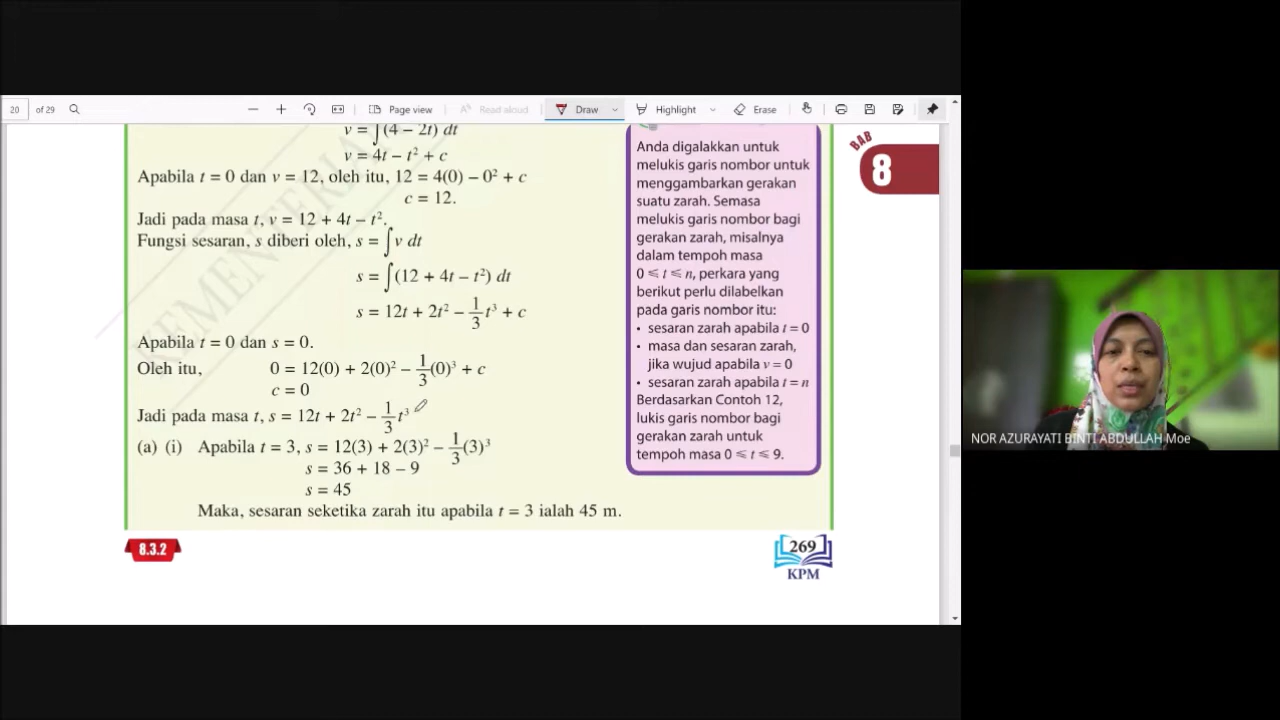 20 of 29 Page view Read aloud Draw Highlight Erase
v = ∫(4 – 2t) dt
v = 4t – t² + c
Apabila t = 0 dan v = 12, oleh itu, 12 = 4(0) – 0² + c
c = 12.
Jadi pada masa t, v = 12 + 4t – t².
Fungsi sesaran, s diberi oleh, s = ∫v dt
s = ∫(12 + 4t – t²) dt
s = 12t + 2t² – 1/3 t³ + c
Apabila t = 0 dan s = 0.
Oleh itu, 0 = 12(0) + 2(0)² – 1/3 (0)³ + c
c = 0
Jadi pada masa t, s = 12t + 2t² – 1/3 t³
(a) (i) Apabila t = 3, s = 12(3) + 2(3)² – 1/3 (3)³
s = 36 + 18 – 9
s = 45
Maka, sesaran seketika zarah itu apabila t = 3 ialah 45 m.
KEMENTERIAN
Anda digalakkan untuk
melukis garis nombor untuk
menggambarkan gerakan
suatu zarah. Semasa
melukis garis nombor bagi
gerakan zarah, misalnya
dalam tempoh masa
0 ⩽ t ⩽ n, perkara yang
berikut perlu dilabelkan
pada garis nombor itu:
• sesaran zarah apabila t = 0
• masa dan sesaran zarah,
jika wujud apabila v = 0
• sesaran zarah apabila t = n
Berdasarkan Contoh 12,
lukis garis nombor bagi
gerakan zarah untuk
tempoh masa 0 ⩽ t ⩽ 9.
BAB
8
8.3.2
269
KPM
NOR AZURAYATI BINTI ABDULLAH Moe